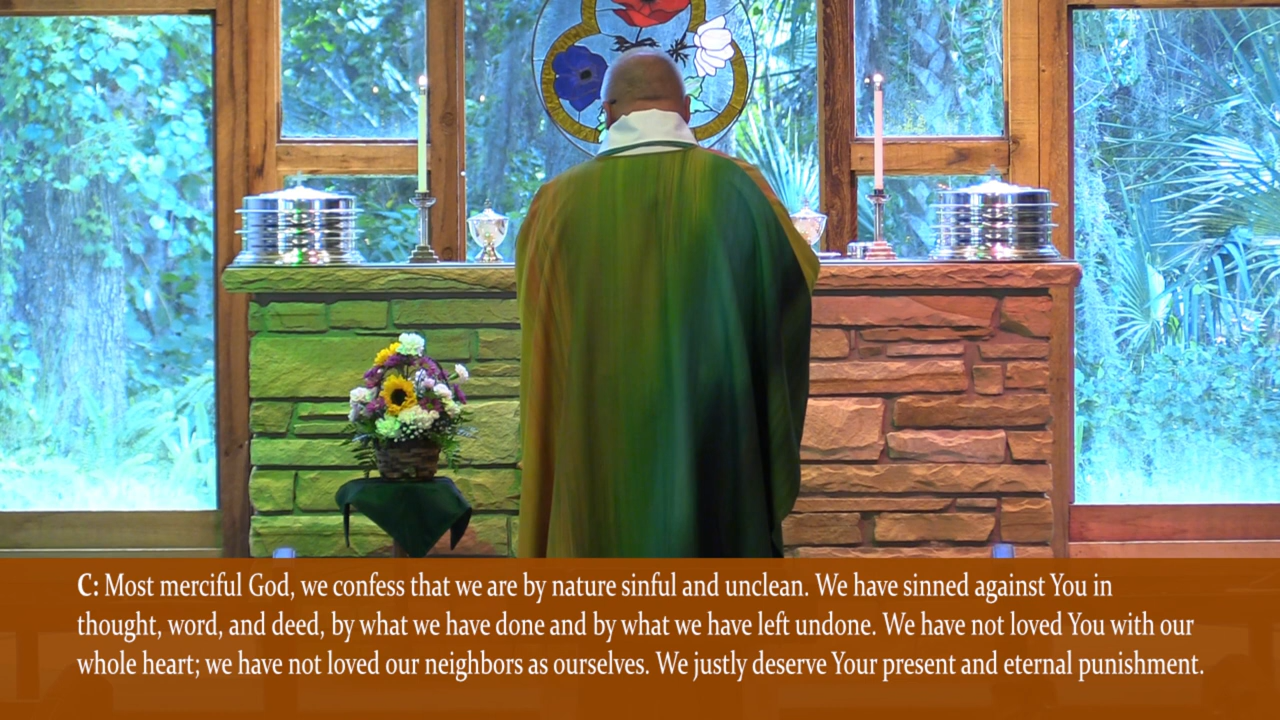 C: Most merciful God, we confess that we are by nature sinful and unclean. We have sinned against You in
thought, word, and deed, by what we have done and by what we have left undone. We have not loved You with our
whole heart; we have not loved our neighbors as ourselves. We justly deserve Your present and eternal punishment.